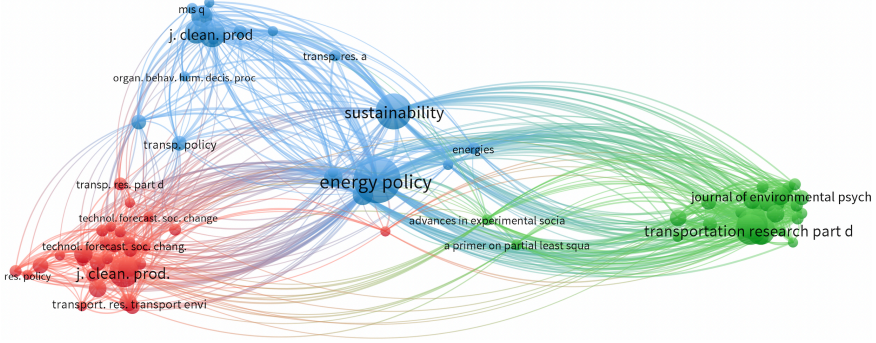 mis q
j. clean. prod
transp. res. a
organ. behav. hum. decis. proc
sustainability
transp. policy
energies
energy policy
transp. res. part d
journal of environmental psych
technol. forecast. soc. change
advances in experimental socia
transportation research part d
technol. forecast. soc. chang.
a primer on partial least squa
j. clean. prod.
res. policy
transport. res. transport envi